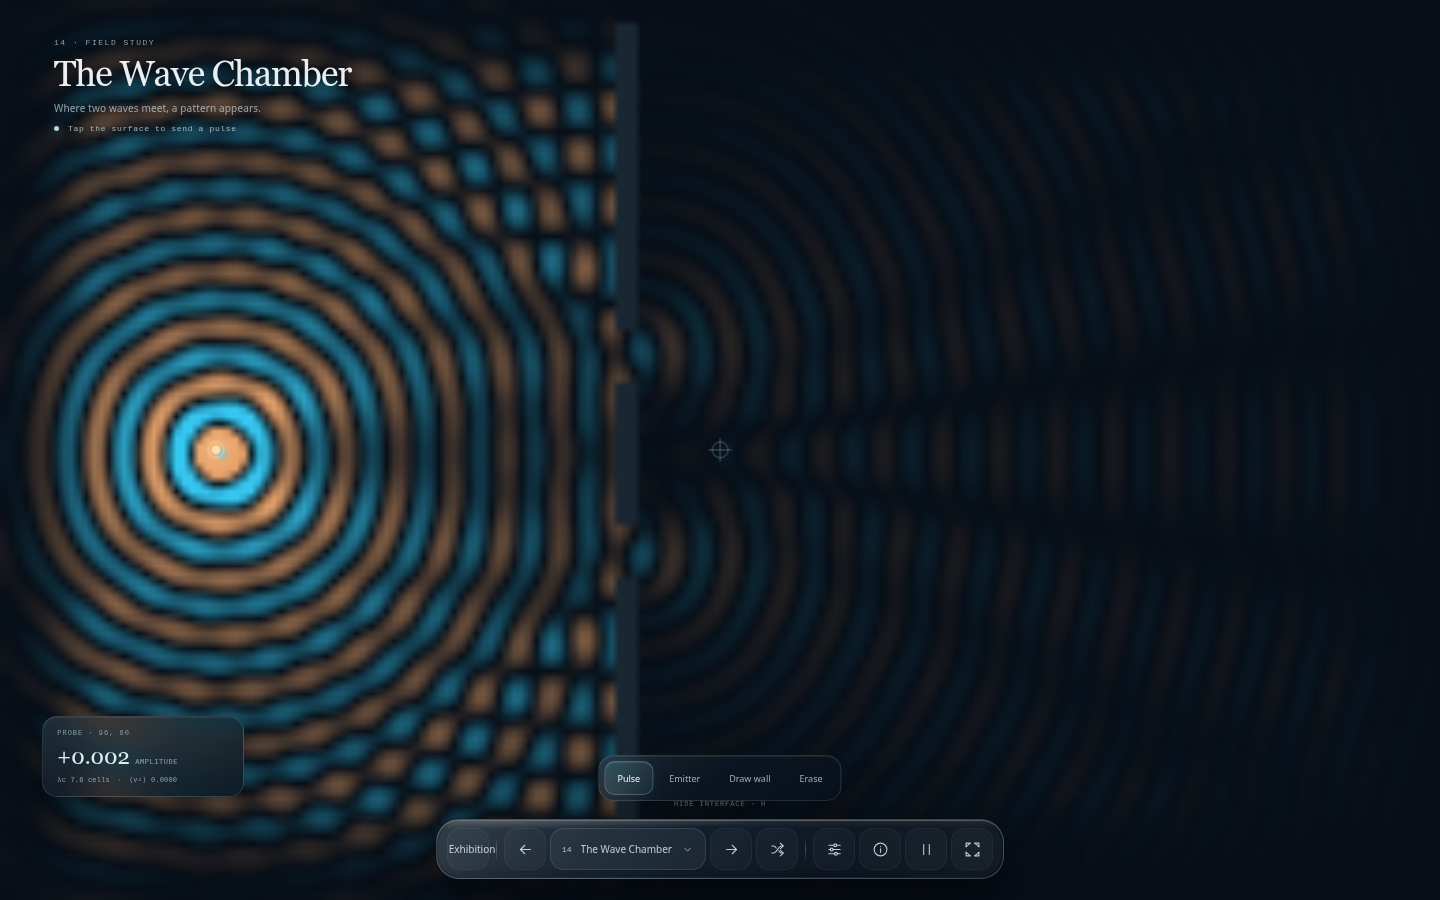 14 · FIELD STUDY
The Wave Chamber
Where two waves meet, a pattern appears.
Tap the surface to send a pulse
PROBE · 96, 60
+0.002 AMPLITUDE
λc 7.6 cells · ⟨v²⟩ 0.0000
Pulse Emitter Draw wall Erase
HIDE INTERFACE · H
Exhibition 14 The Wave Chamber